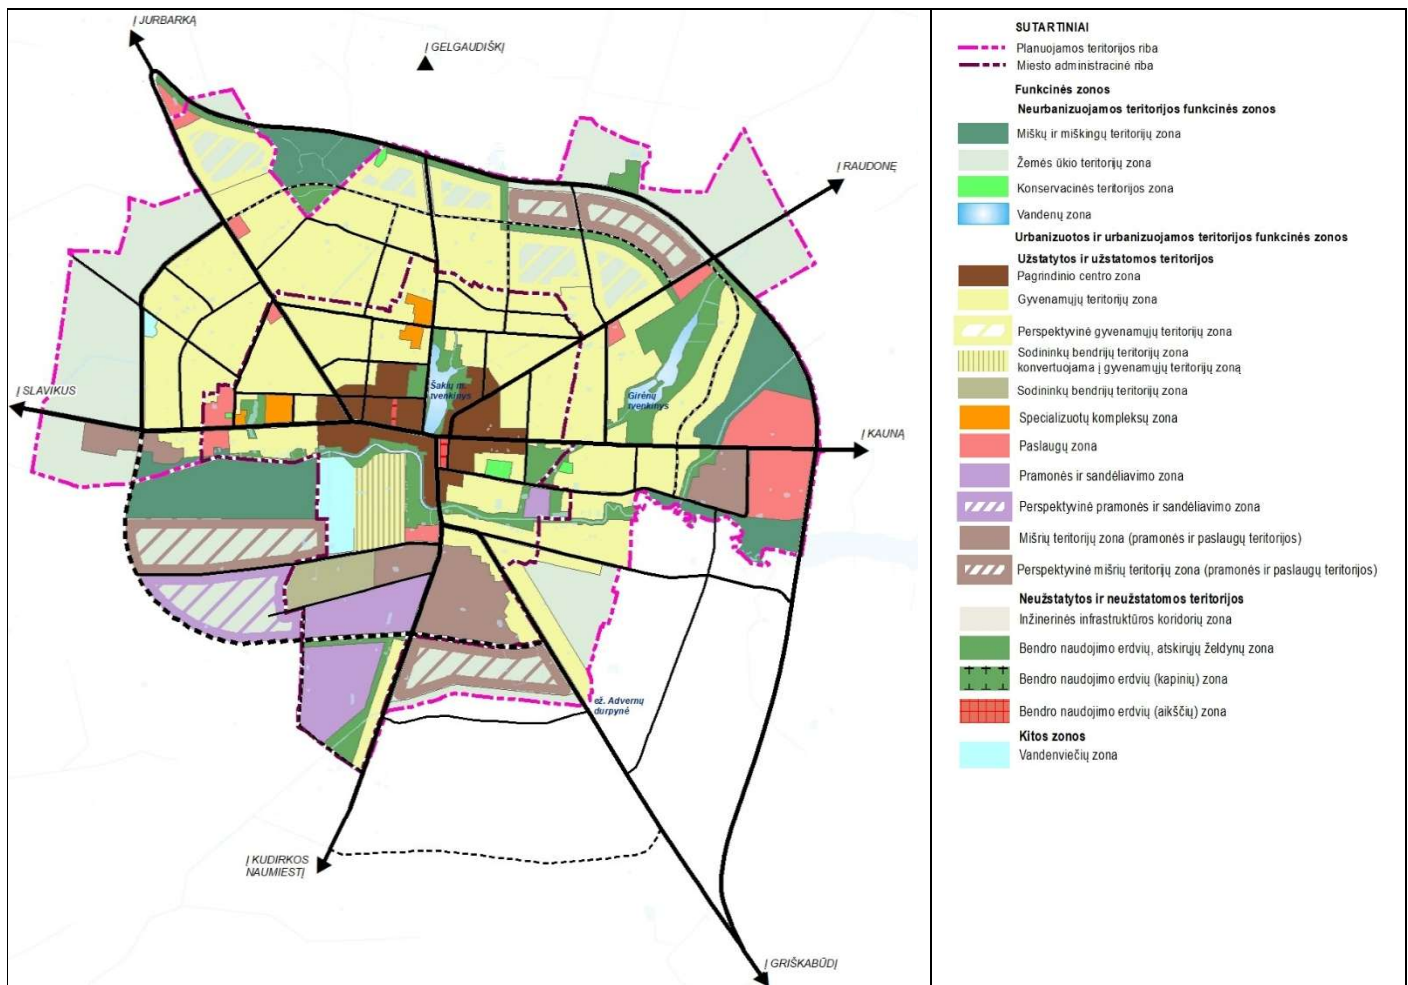 Į JURBARKĄ
Į GELGAUDIŠKĮ
Į RAUDONĘ
Į SLAVIKUS
Šakių m.
tvenkinys
Girėnų
tvenkinys
Į KAUNĄ
ež. Advernų
durpynė
Į KUDIRKOS
NAUMIESTĮ
Į GRIŠKABŪDĮ
SUTARTINIAI
Planuojamos teritorijos riba
Miesto administracinė riba
Funkcinės zonos
Neurbanizuojamos teritorijos funkcinės zonos
Miškų ir miškingų teritorijų zona
Žemės ūkio teritorijų zona
Konservacinės teritorijos zona
Vandenų zona
Urbanizuotos ir urbanizuojamos teritorijos funkcinės zonos
Užstatytos ir užstatomos teritorijos
Pagrindinio centro zona
Gyvenamųjų teritorijų zona
Perspektyvinė gyvenamųjų teritorijų zona
Sodininkų bendrijų teritorijų zona
konvertuojama į gyvenamųjų teritorijų zoną
Sodininkų bendrijų teritorijų zona
Specializuotų kompleksų zona
Paslaugų zona
Pramonės ir sandėliavimo zona
Perspektyvinė pramonės ir sandėliavimo zona
Mišrių teritorijų zona (pramonės ir paslaugų teritorijos)
Perspektyvinė mišrių teritorijų zona (pramonės ir paslaugų teritorijos)
Neužstatytos ir neužstatomos teritorijos
Inžinerinės infrastruktūros koridorių zona
Bendro naudojimo erdvių, atskirųjų želdynų zona
Bendro naudojimo erdvių (kapinių) zona
Bendro naudojimo erdvių (aikščių) zona
Kitos zonos
Vandenviečių zona